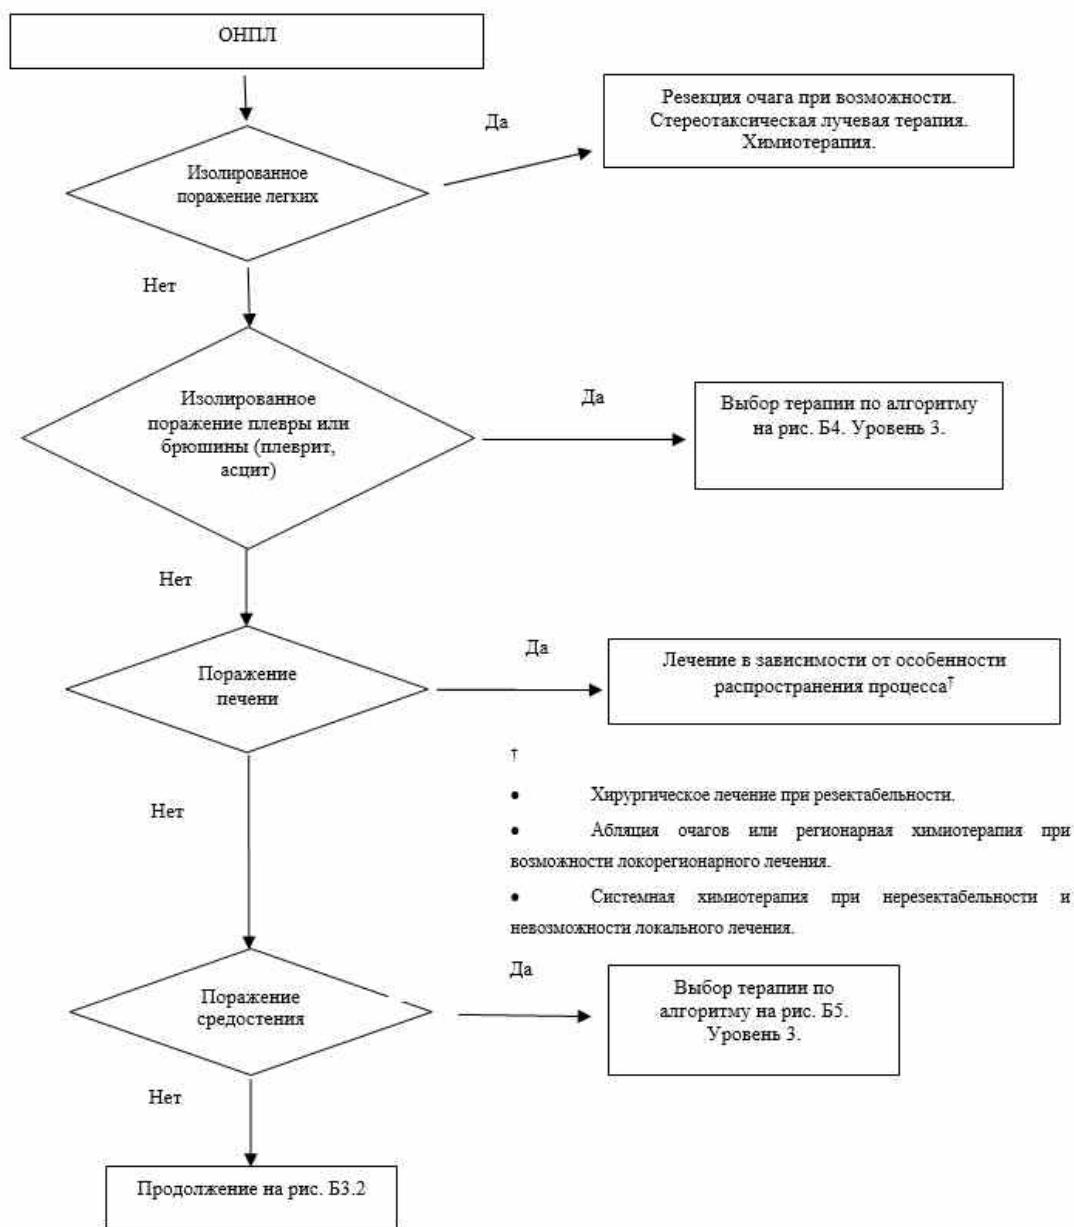 ОНПЛ
Да
Резекция очага при возможности.
Стереотаксическая лучевая терапия.
Химиотерапия.
Изолированное
поражение легких
Нет
Изолированное
поражение плевры или
брюшины (плеврит,
асцит)
Да
Выбор терапии по алгоритму
на рис. Б4. Уровень 3.
Нет
Поражение
печени
Да
Лечение в зависимости от особенности
распространения процесса†
†
• Хирургическое лечение при резектабельности.
• Абляция очагов или регионарная химиотерапия при
возможности локорегионарного лечения.
• Системная химиотерапия при нерезектабельности и
невозможности локального лечения.
Нет
Поражение
средостения
Да
Выбор терапии по
алгоритму на рис. Б5.
Уровень 3.
Нет
Продолжение на рис. Б3.2